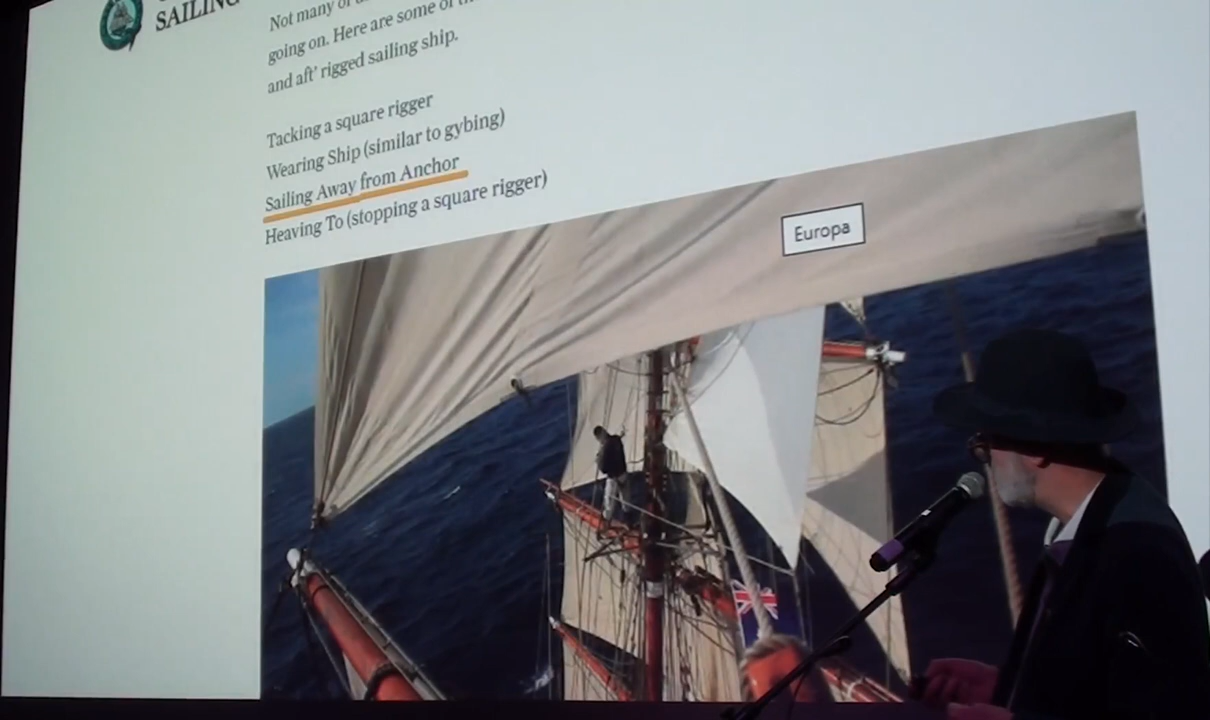 SAILING
Not many of
going on. Here are some of
and aft’ rigged sailing ship.
Tacking a square rigger
Wearing Ship (similar to gybing)
Sailing Away from Anchor
Heaving To (stopping a square rigger)
Europa